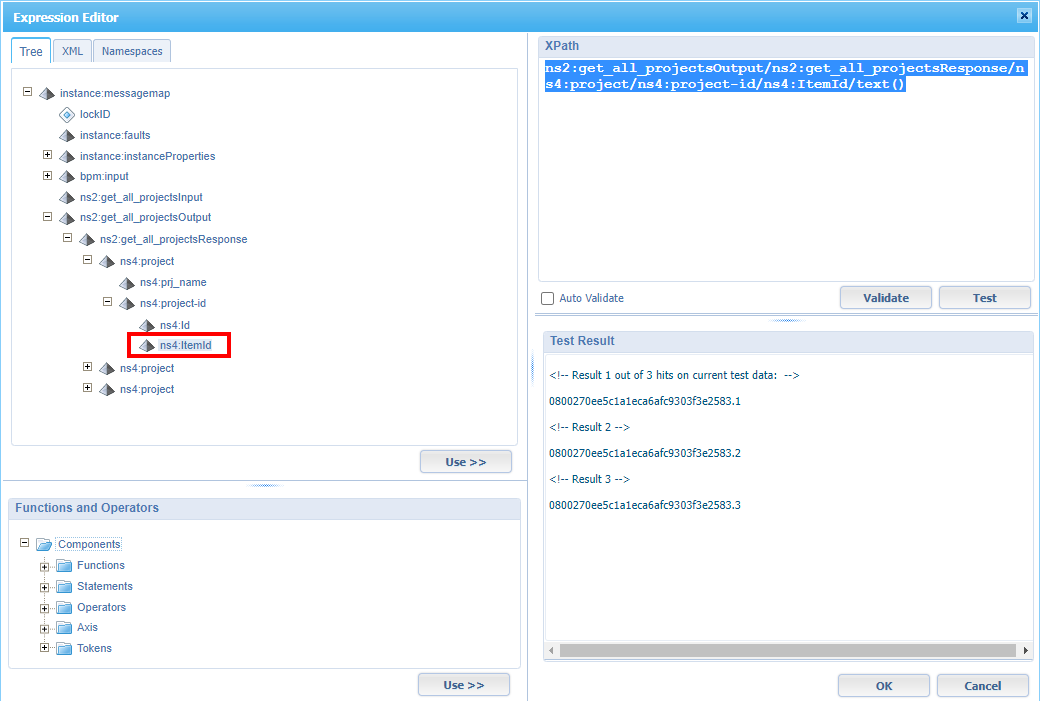 Expression Editor
Tree
XML
Namespaces
instance:messagemap
lockID
instance:faults
instance:instanceProperties
bpm:input
ns2:get_all_projectsInput
ns2:get_all_projectsOutput
ns2:get_all_projectsResponse
ns4:project
ns4:prj_name
ns4:project-id
ns4:Id
ns4:ItemId
ns4:project
ns4:project
Use >>
Functions and Operators
Components
Functions
Statements
Operators
Axis
Tokens
Use >>
XPath
ns2:get_all_projectsOutput/ns2:get_all_projectsResponse/n
s4:project/ns4:project-id/ns4:ItemId/text()
Auto Validate
Validate
Test
Test Result
<!-- Result 1 out of 3 hits on current test data:  -->
0800270ee5c1a1eca6afc9303f3e2583.1
<!-- Result 2 -->
0800270ee5c1a1eca6afc9303f3e2583.2
<!-- Result 3 -->
0800270ee5c1a1eca6afc9303f3e2583.3
OK
Cancel